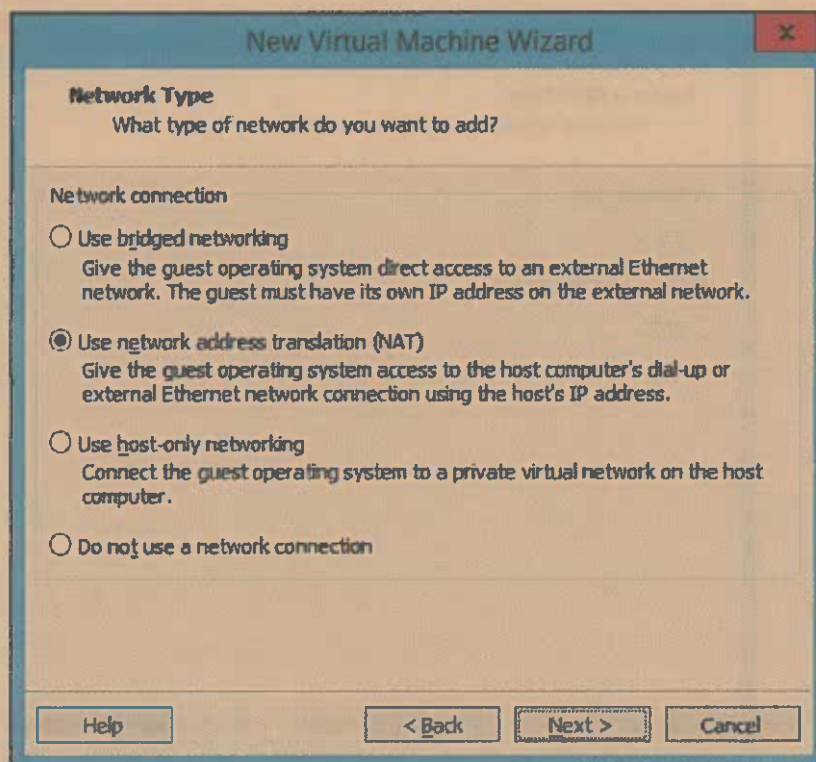 New Virtual Machine Wizard
x
Network Type
What type of network do you want to add?
Network connection
Use bridged networking
Give the guest operating system direct access to an external Ethernet
network. The guest must have its own IP address on the external network.
Use network address translation (NAT)
Give the guest operating system access to the host computer's dial-up or
external Ethernet network connection using the host's IP address.
Use host-only networking
Connect the guest operating system to a private virtual network on the host
computer.
Do not use a network connection
Help
< Back
Next >
Cancel